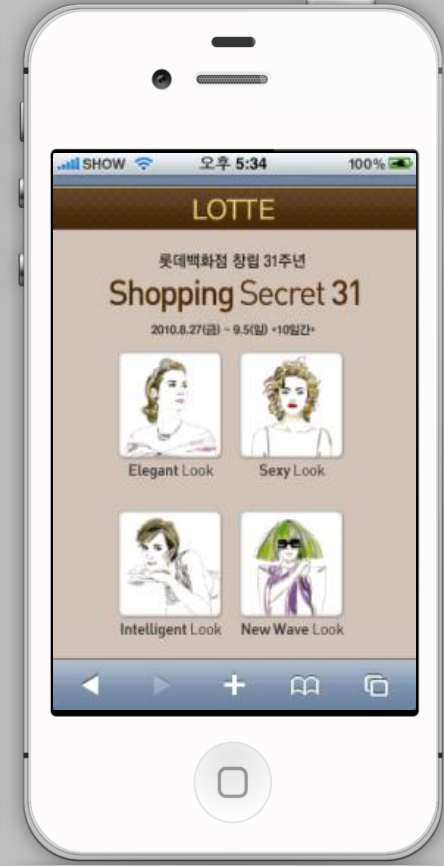 SHOW 오후 5:34 100%
LOTTE
롯데백화점 창립 31주년
Shopping Secret 31
2010.8.27(금) ~ 9.5(일) •10일간•
Elegant Look Sexy Look
Intelligent Look New Wave Look